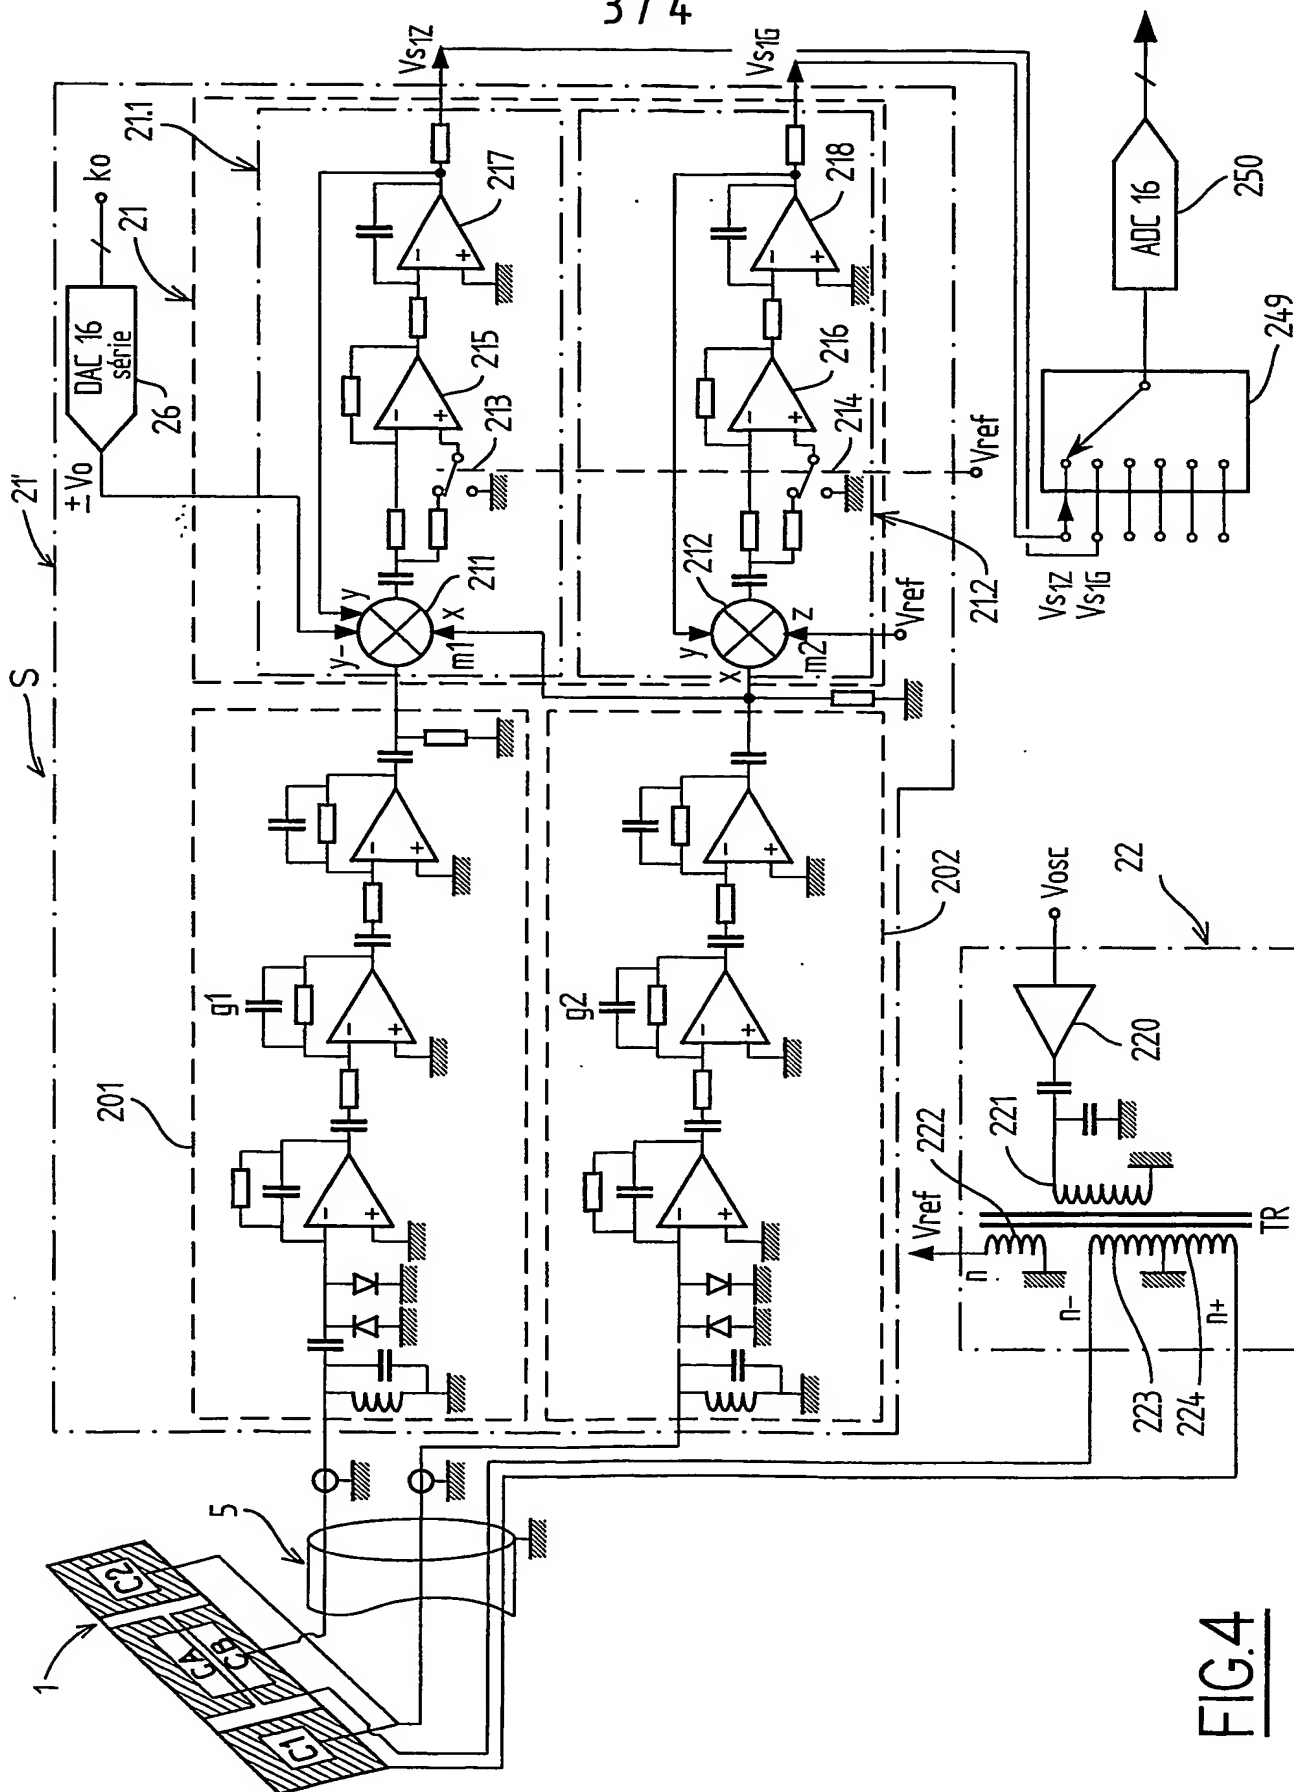 3 / 4
S
21'
±Vo
DAC 16
série
26
ko
21
21.1
Vs1Z
Vs1G
y-
y
x
m1
211
213
215
217
y
x
z
m2
212
214
216
218
Vref
Vref
21.2
201
g1
g2
202
ADC 16
250
249
Vs1Z
Vs1G
1
C2
CA
CB
C1
5
22
Vosc
220
221
222
Vref
n
n-
n+
TR
223
224
FIG.4